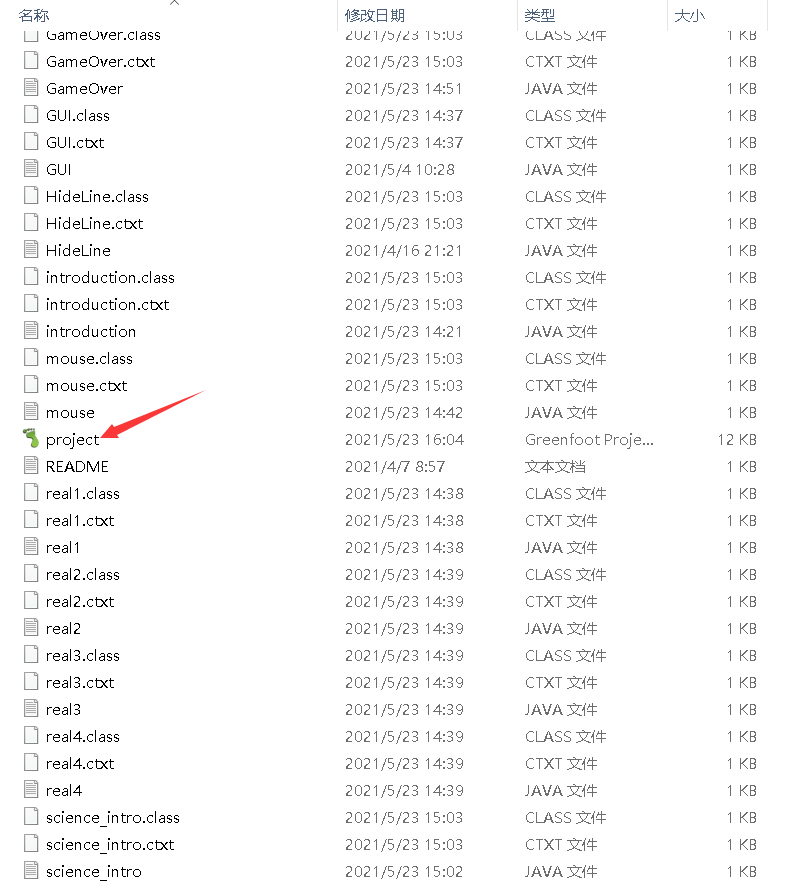 名称 修改日期 类型 大小
GameOver.class 2021/5/23 15:03 CLASS 文件 1 KB
GameOver.ctxt 2021/5/23 15:03 CTXT 文件 1 KB
GameOver 2021/5/23 14:51 JAVA 文件 1 KB
GUI.class 2021/5/23 14:37 CLASS 文件 1 KB
GUI.ctxt 2021/5/23 14:37 CTXT 文件 1 KB
GUI 2021/5/4 10:28 JAVA 文件 1 KB
HideLine.class 2021/5/23 15:03 CLASS 文件 1 KB
HideLine.ctxt 2021/5/23 15:03 CTXT 文件 1 KB
HideLine 2021/4/16 21:21 JAVA 文件 1 KB
introduction.class 2021/5/23 15:03 CLASS 文件 1 KB
introduction.ctxt 2021/5/23 15:03 CTXT 文件 1 KB
introduction 2021/5/23 14:21 JAVA 文件 1 KB
mouse.class 2021/5/23 15:03 CLASS 文件 1 KB
mouse.ctxt 2021/5/23 15:03 CTXT 文件 1 KB
mouse 2021/5/23 14:42 JAVA 文件 1 KB
project 2021/5/23 16:04 Greenfoot Proje... 12 KB
README 2021/4/7 8:57 文本文档 1 KB
real1.class 2021/5/23 14:38 CLASS 文件 1 KB
real1.ctxt 2021/5/23 14:38 CTXT 文件 1 KB
real1 2021/5/23 14:38 JAVA 文件 1 KB
real2.class 2021/5/23 14:39 CLASS 文件 1 KB
real2.ctxt 2021/5/23 14:39 CTXT 文件 1 KB
real2 2021/5/23 14:39 JAVA 文件 1 KB
real3.class 2021/5/23 14:39 CLASS 文件 1 KB
real3.ctxt 2021/5/23 14:39 CTXT 文件 1 KB
real3 2021/5/23 14:39 JAVA 文件 1 KB
real4.class 2021/5/23 14:39 CLASS 文件 1 KB
real4.ctxt 2021/5/23 14:39 CTXT 文件 1 KB
real4 2021/5/23 14:39 JAVA 文件 1 KB
science_intro.class 2021/5/23 15:03 CLASS 文件 1 KB
science_intro.ctxt 2021/5/23 15:03 CTXT 文件 1 KB
science_intro 2021/5/23 15:02 JAVA 文件 1 KB